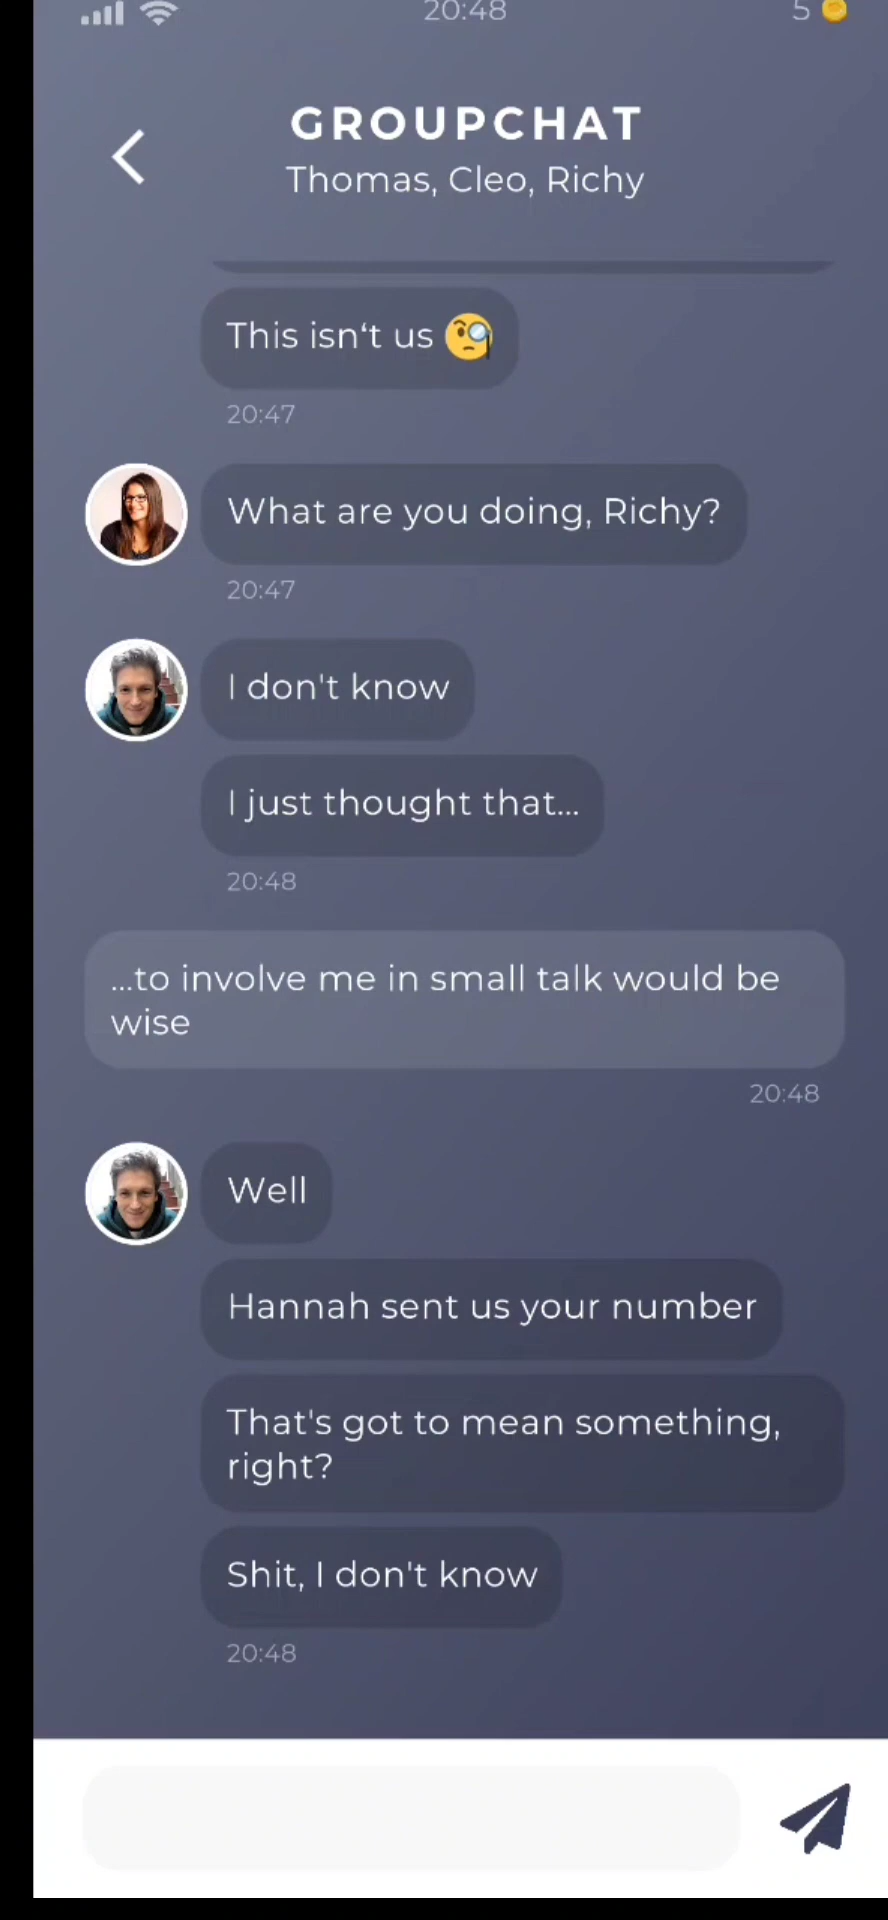 20:48
5
GROUPCHAT
Thomas, Cleo, Richy
This isn‘t us
20:47
What are you doing, Richy?
20:47
I don't know
I just thought that...
20:48
...to involve me in small talk would be
wise
20:48
Well
Hannah sent us your number
That's got to mean something,
right?
Shit, I don't know
20:48